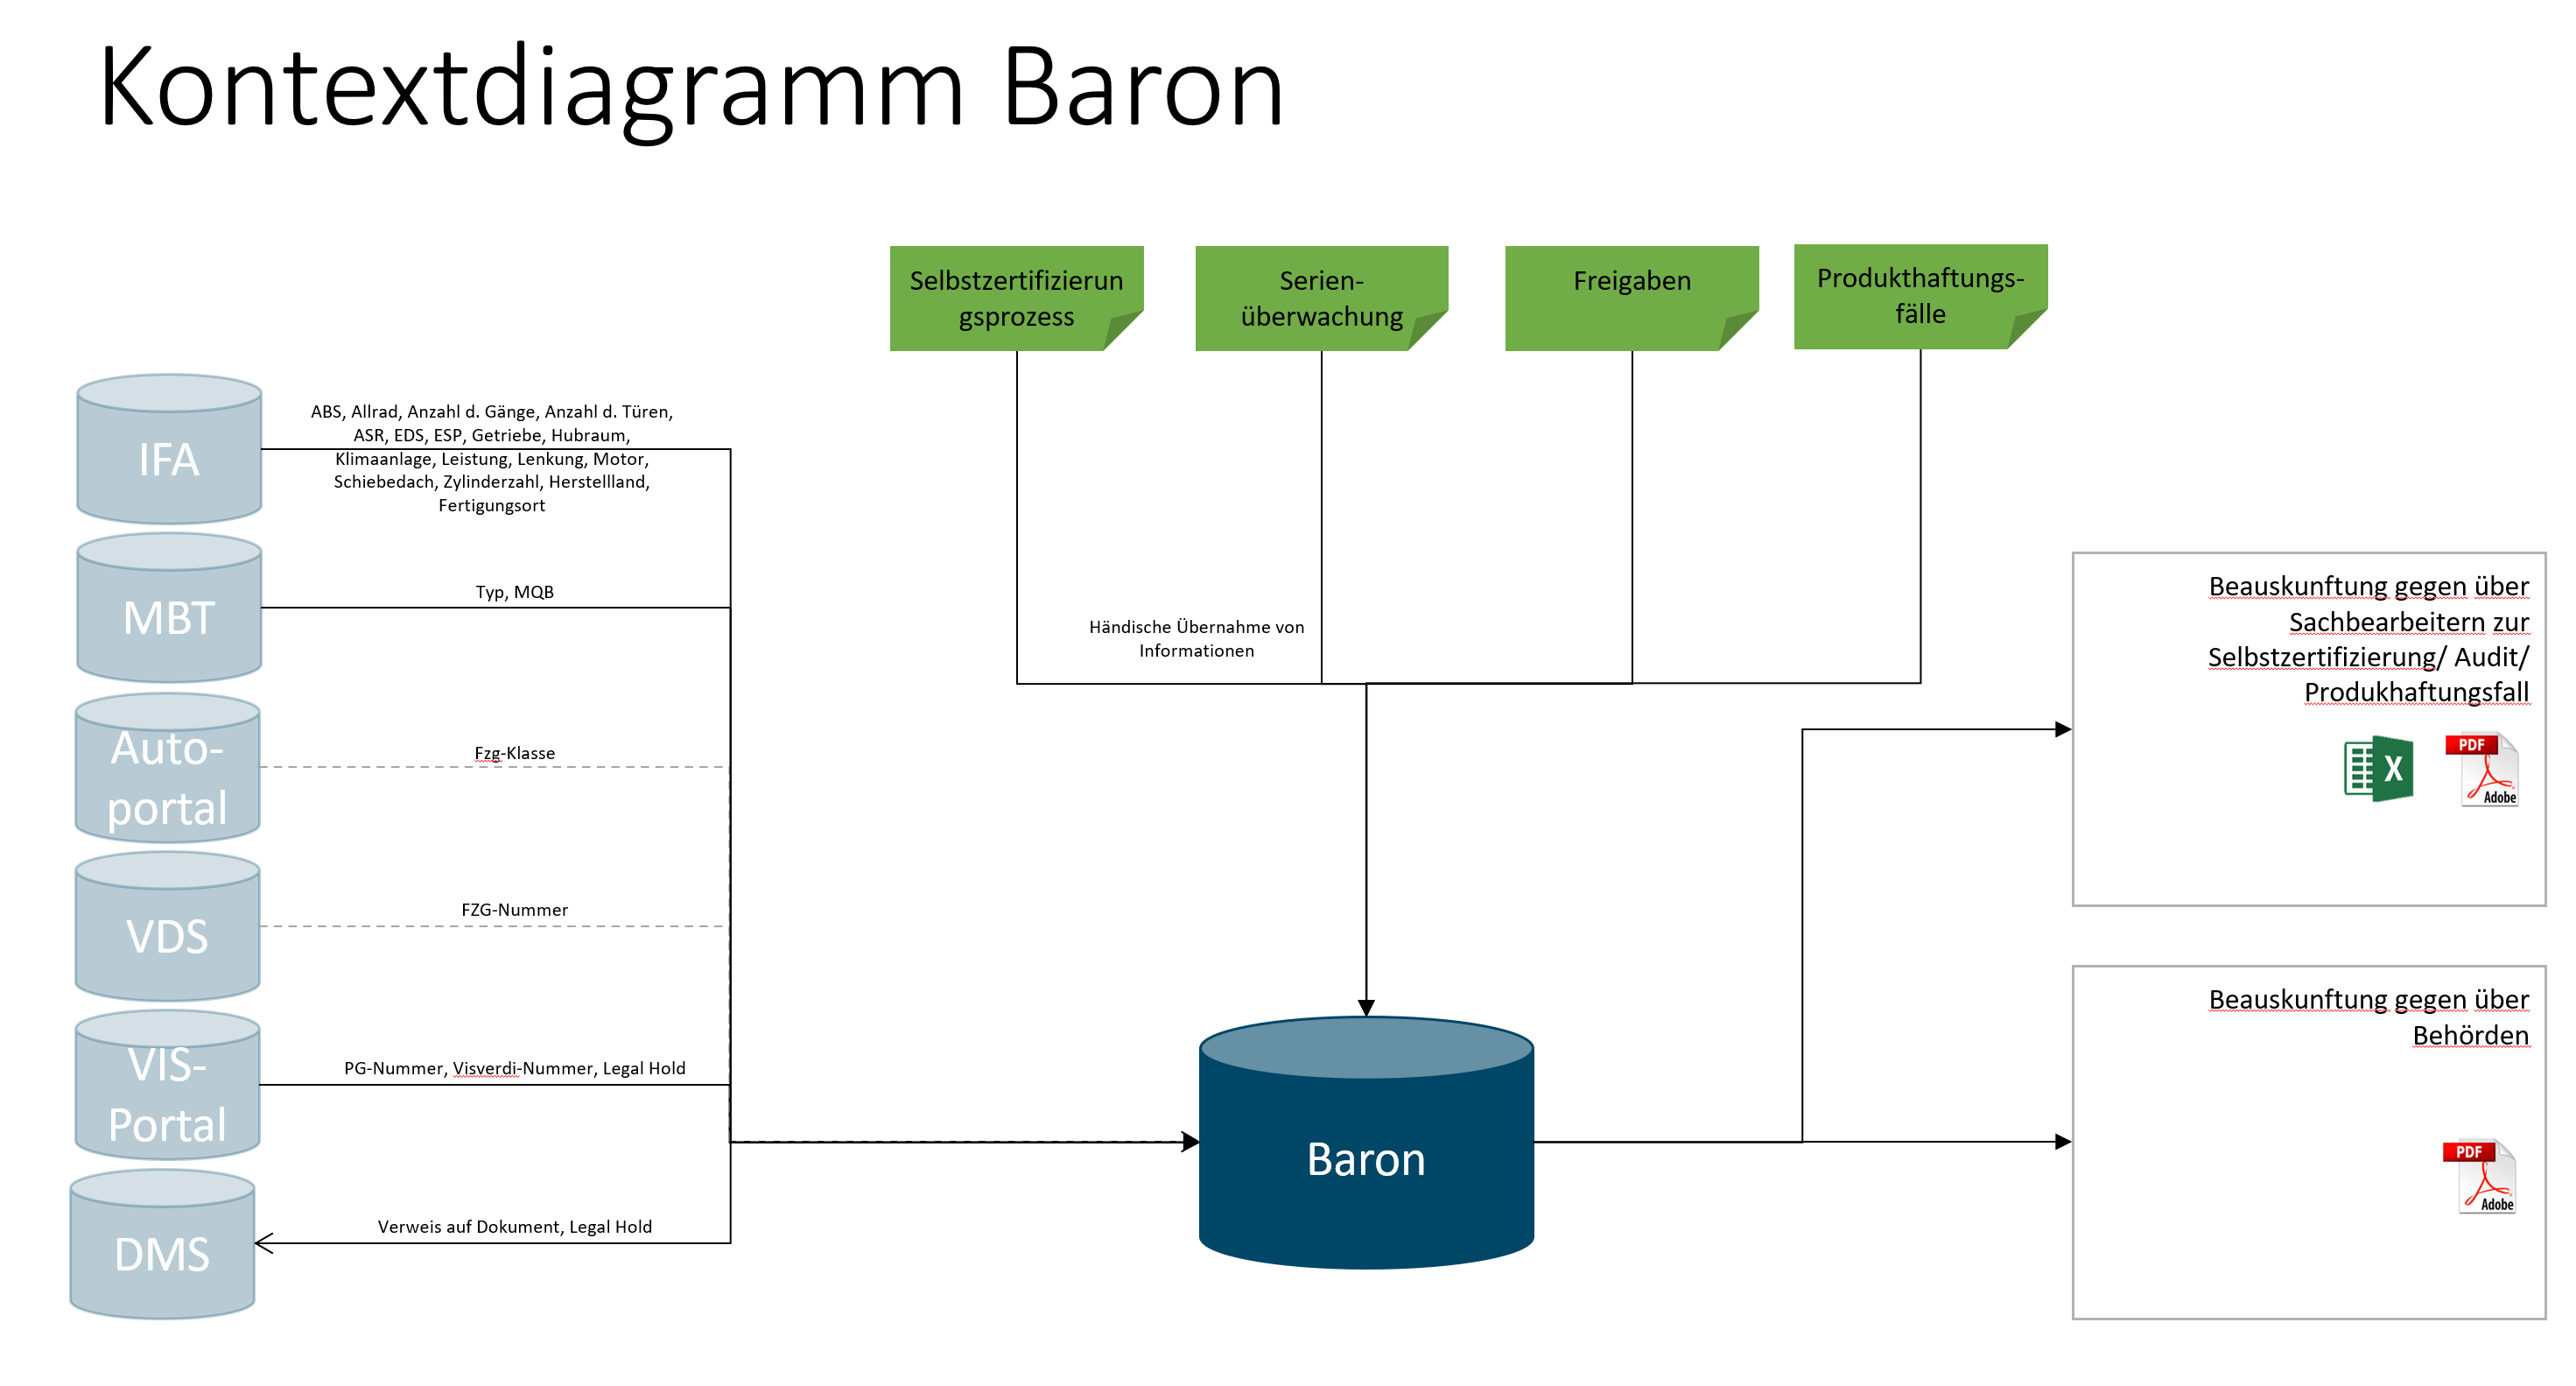 Kontextdiagramm Baron
Selbstzertifizierun
gsprozess
Serien-
überwachung
Freigaben
Produkthaftungs-
fälle
IFA
ABS, Allrad, Anzahl d. Gänge, Anzahl d. Türen,
ASR, EDS, ESP, Getriebe, Hubraum,
Klimaanlage, Leistung, Lenkung, Motor,
Schiebedach, Zylinderzahl, Herstellland,
Fertigungsort
MBT
Typ, MQB
Auto-
portal
Fzg-Klasse
VDS
FZG-Nummer
VIS-
Portal
PG-Nummer, Visverdi-Nummer, Legal Hold
DMS
Verweis auf Dokument, Legal Hold
Händische Übernahme von
Informationen
Baron
Beauskunftung gegen über
Sachbearbeitern zur
Selbstzertifizierung/ Audit/
Produkhaftungsfall
X
PDF
Adobe
Beauskunftung gegen über
Behörden
PDF
Adobe